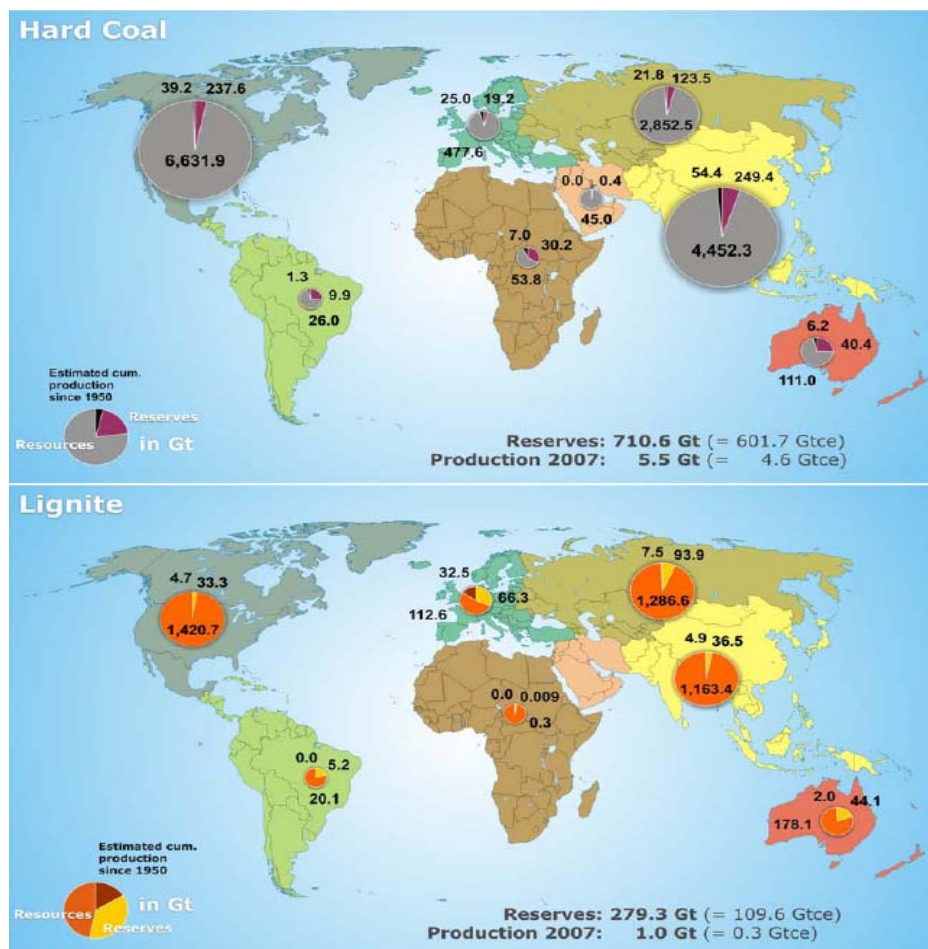 Hard Coal
39.2 237.6
6,631.9
25.0 19.2
477.6
21.8 123.5
2,852.5
0.0 0.4
45.0
54.4 249.4
4,452.3
7.0 30.2
53.8
1.3 9.9
26.0
6.2 40.4
111.0
Estimated cum.
production
since 1950
Reserves
Resources in Gt
Reserves: 710.6 Gt (= 601.7 Gtce)
Production 2007: 5.5 Gt (= 4.6 Gtce)
Lignite
4.7 33.3
1,420.7
32.5 66.3
112.6
7.5 93.9
1,286.6
4.9 36.5
1,163.4
0.0 0.009
0.3
0.0 5.2
20.1
2.0 44.1
178.1
Estimated cum.
production
since 1950
Resources in Gt
Reserves
Reserves: 279.3 Gt (= 109.6 Gtce)
Production 2007: 1.0 Gt (= 0.3 Gtce)